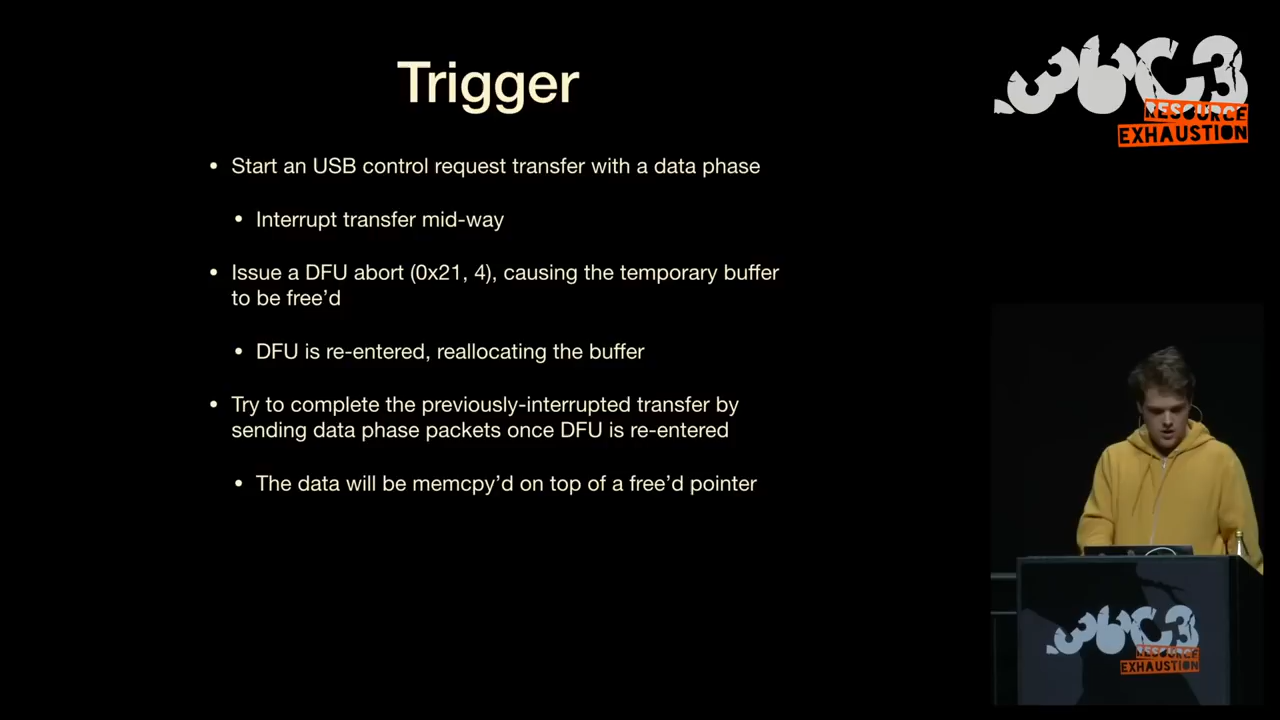 Trigger
36C3
RESOURCE
EXHAUSTION
• Start an USB control request transfer with a data phase
• Interrupt transfer mid-way
• Issue a DFU abort (0x21, 4), causing the temporary buffer
to be free’d
• DFU is re-entered, reallocating the buffer
• Try to complete the previously-interrupted transfer by
sending data phase packets once DFU is re-entered
• The data will be memcpy’d on top of a free’d pointer
36C3
RESOURCE
EXHAUSTION